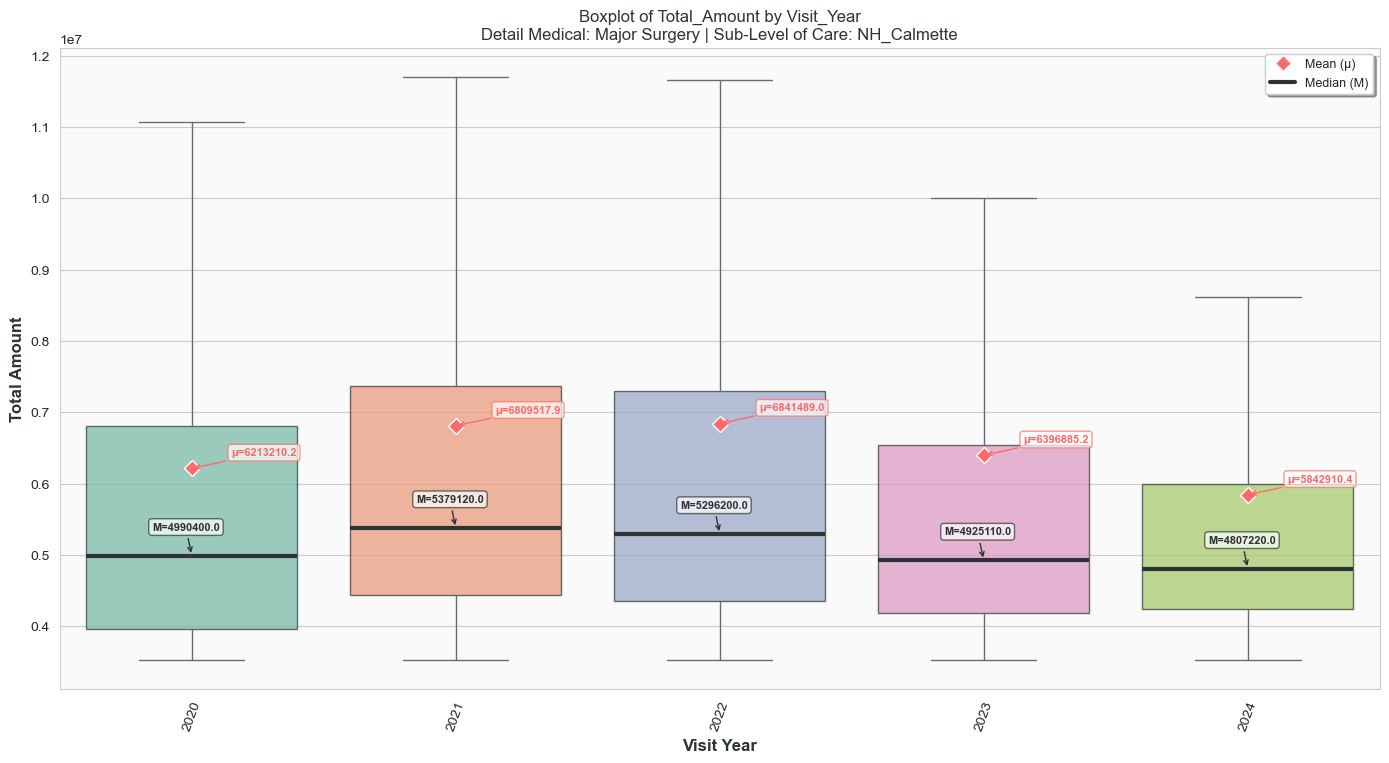 Boxplot of Total_Amount by Visit_Year
Detail Medical: Major Surgery | Sub-Level of Care: NH_Calmette
1e7
1.2
1.1
1.0
0.9
0.8
0.7
0.6
0.5
0.4
Total Amount
Mean (μ)
Median (M)
μ=6213210.2
M=4990400.0
μ=6809517.9
M=5379120.0
μ=6841489.0
M=5296200.0
μ=6396885.2
M=4925110.0
μ=5842910.4
M=4807220.0
2020
2021
2022
2023
2024
Visit Year